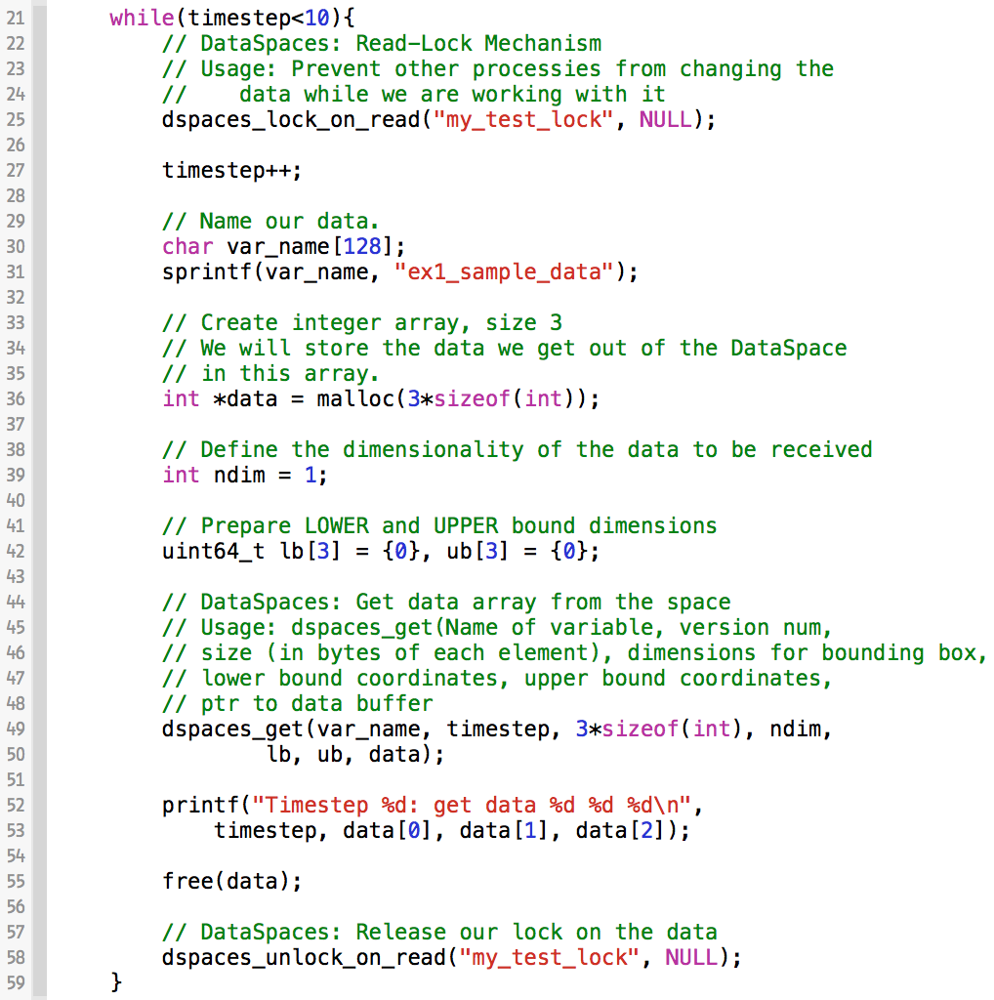 21 while(timestep<10){
22 // DataSpaces: Read-Lock Mechanism
23 // Usage: Prevent other processies from changing the
24 // data while we are working with it
25 dspaces_lock_on_read("my_test_lock", NULL);
26
27 timestep++;
28
29 // Name our data.
30 char var_name[128];
31 sprintf(var_name, "ex1_sample_data");
32
33 // Create integer array, size 3
34 // We will store the data we get out of the DataSpace
35 // in this array.
36 int *data = malloc(3*sizeof(int));
37
38 // Define the dimensionality of the data to be received
39 int ndim = 1;
40
41 // Prepare LOWER and UPPER bound dimensions
42 uint64_t lb[3] = {0}, ub[3] = {0};
43
44 // DataSpaces: Get data array from the space
45 // Usage: dspaces_get(Name of variable, version num,
46 // size (in bytes of each element), dimensions for bounding box,
47 // lower bound coordinates, upper bound coordinates,
48 // ptr to data buffer
49 dspaces_get(var_name, timestep, 3*sizeof(int), ndim,
50 lb, ub, data);
51
52 printf("Timestep %d: get data %d %d %d\n",
53 timestep, data[0], data[1], data[2]);
54
55 free(data);
56
57 // DataSpaces: Release our lock on the data
58 dspaces_unlock_on_read("my_test_lock", NULL);
59 }